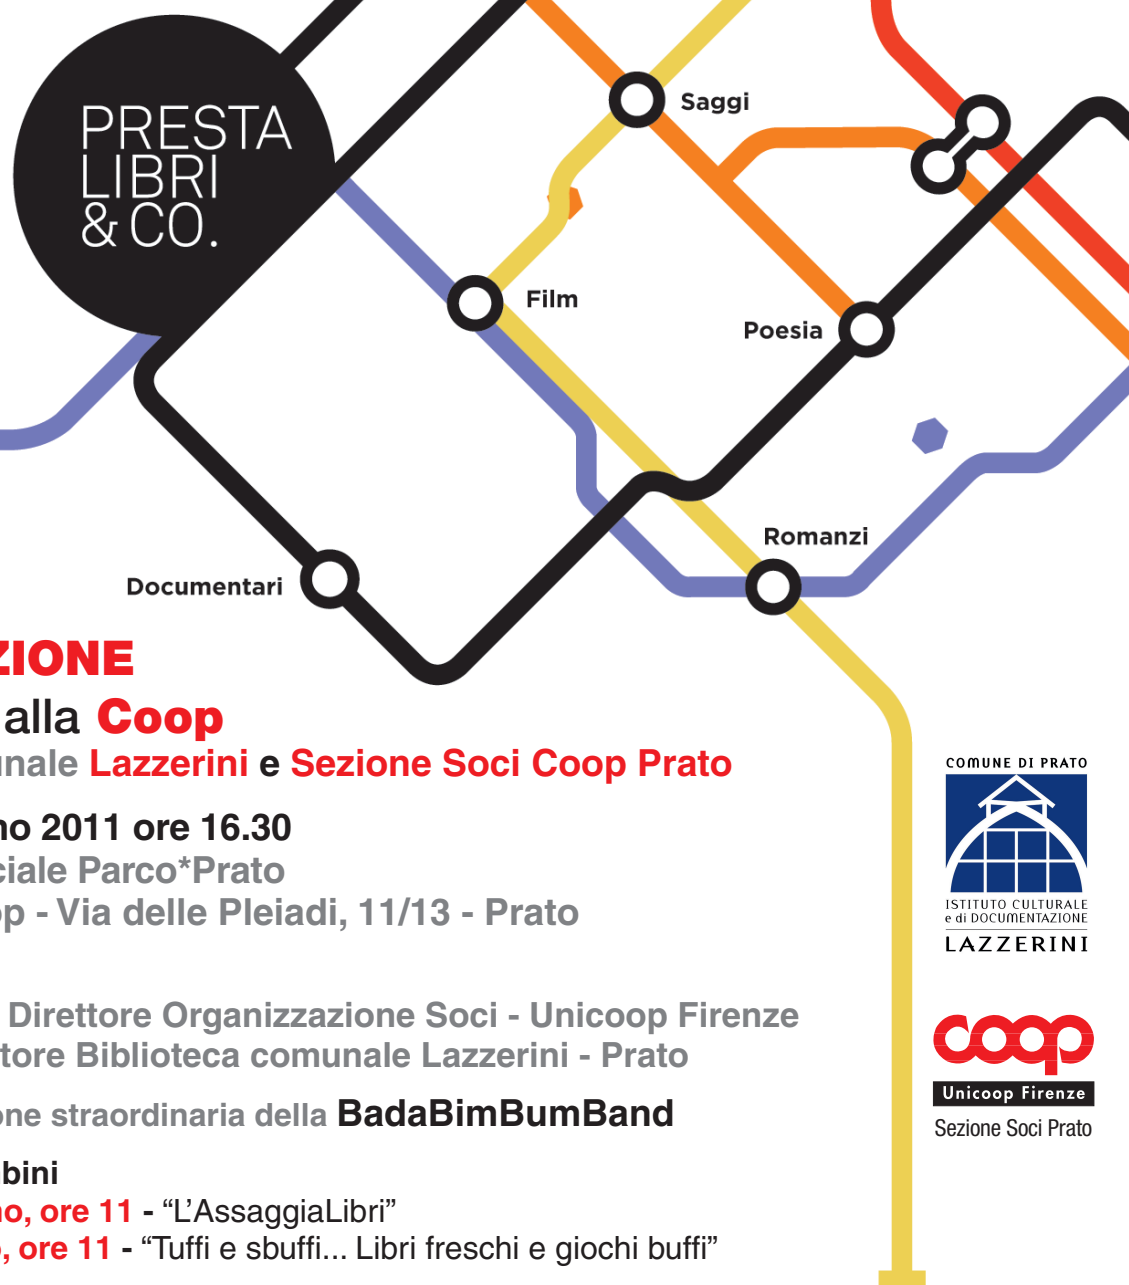 PRESTA
LIBRI
& CO.
Saggi
Film
Poesia
Romanzi
Documentari
ZIONE
alla Coop
unale Lazzerini e Sezione Soci Coop Prato
no 2011 ore 16.30
ciale Parco*Prato
op - Via delle Pleiadi, 11/13 - Prato
Direttore Organizzazione Soci - Unicoop Firenze
tore Biblioteca comunale Lazzerini - Prato
one straordinaria della BadaBimBumBand
bini
no, ore 11 - “L’AssaggiaLibri”
, ore 11 - “Tuffi e sbuffi... Libri freschi e giochi buffi”
COMUNE DI PRATO
ISTITUTO CULTURALE
e di DOCUMENTAZIONE
LAZZERINI
coop
Unicoop Firenze
Sezione Soci Prato